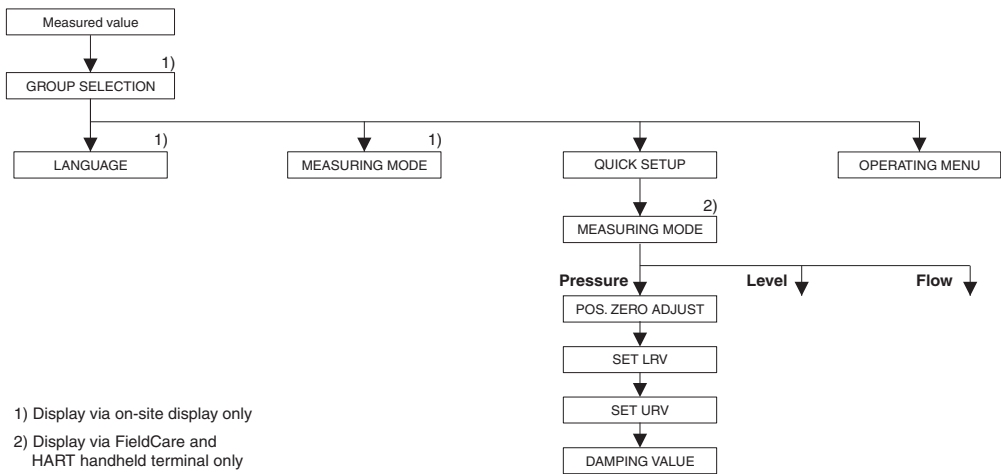 Measured value
1)
GROUP SELECTION
1)
1)
LANGUAGE
MEASURING MODE
QUICK SETUP
OPERATING MENU
2)
MEASURING MODE
Pressure
Level
Flow
POS. ZERO ADJUST
SET LRV
SET URV
DAMPING VALUE
1) Display via on-site display only
2) Display via FieldCare and
HART handheld terminal only